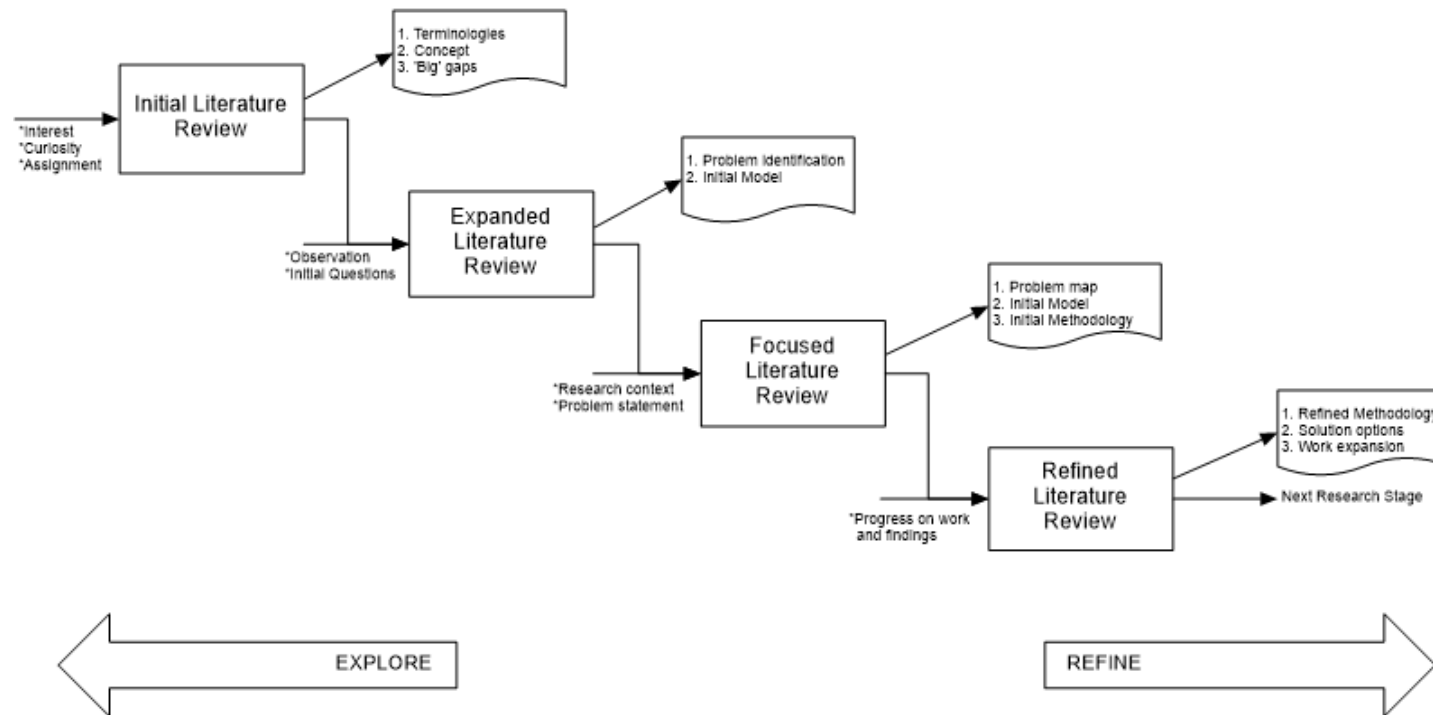 1. Terminologies
2. Concept
3. 'Big' gaps
Initial Literature
Review
*Interest
*Curiosity
*Assignment
1. Problem identification
2. Initial Model
Expanded
Literature
Review
*Observation
*Initial Questions
1. Problem map
2. Initial Model
3. Initial Methodology
Focused
Literature
Review
*Research context
*Problem statement
1. Refined Methodology
2. Solution options
3. Work expansion
Refined
Literature
Review
Next Research Stage
*Progress on work
and findings
EXPLORE
REFINE